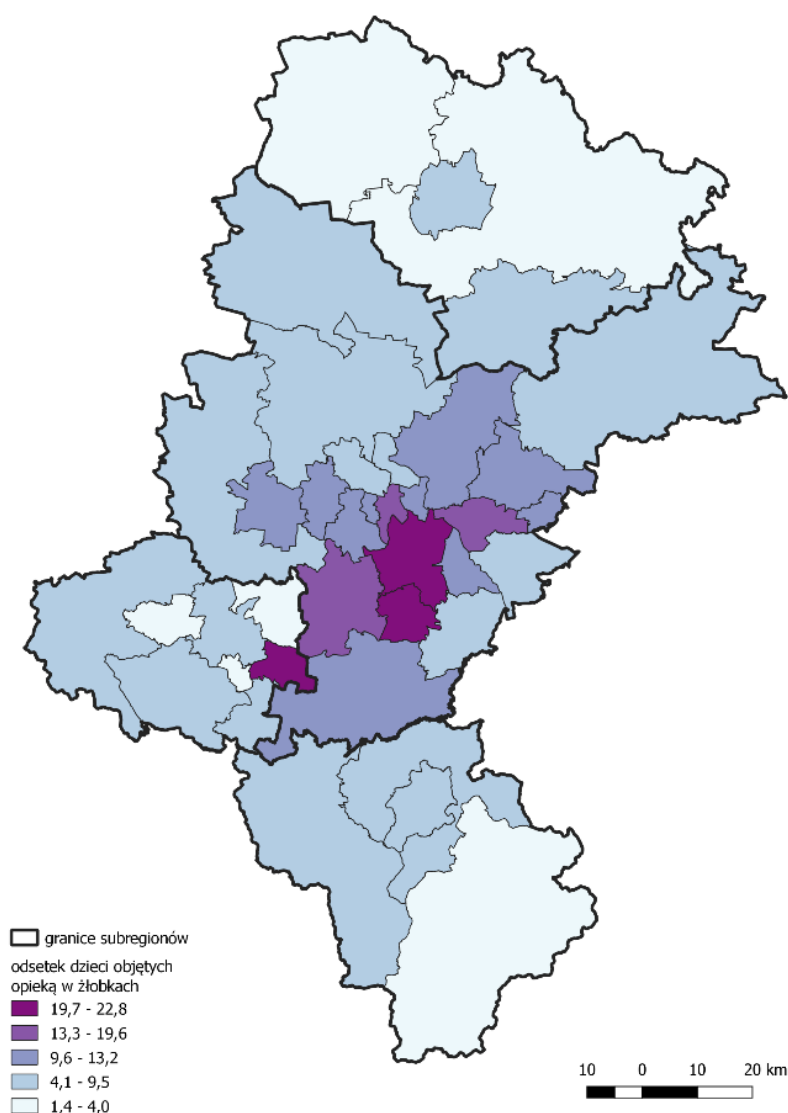 granice subregionów
odsetek dzieci objętych
opieką w żłobkach
19,7 - 22,8
13,3 - 19,6
9,6 - 13,2
4,1 - 9,5
1,4 - 4,0
10 0 10 20 km